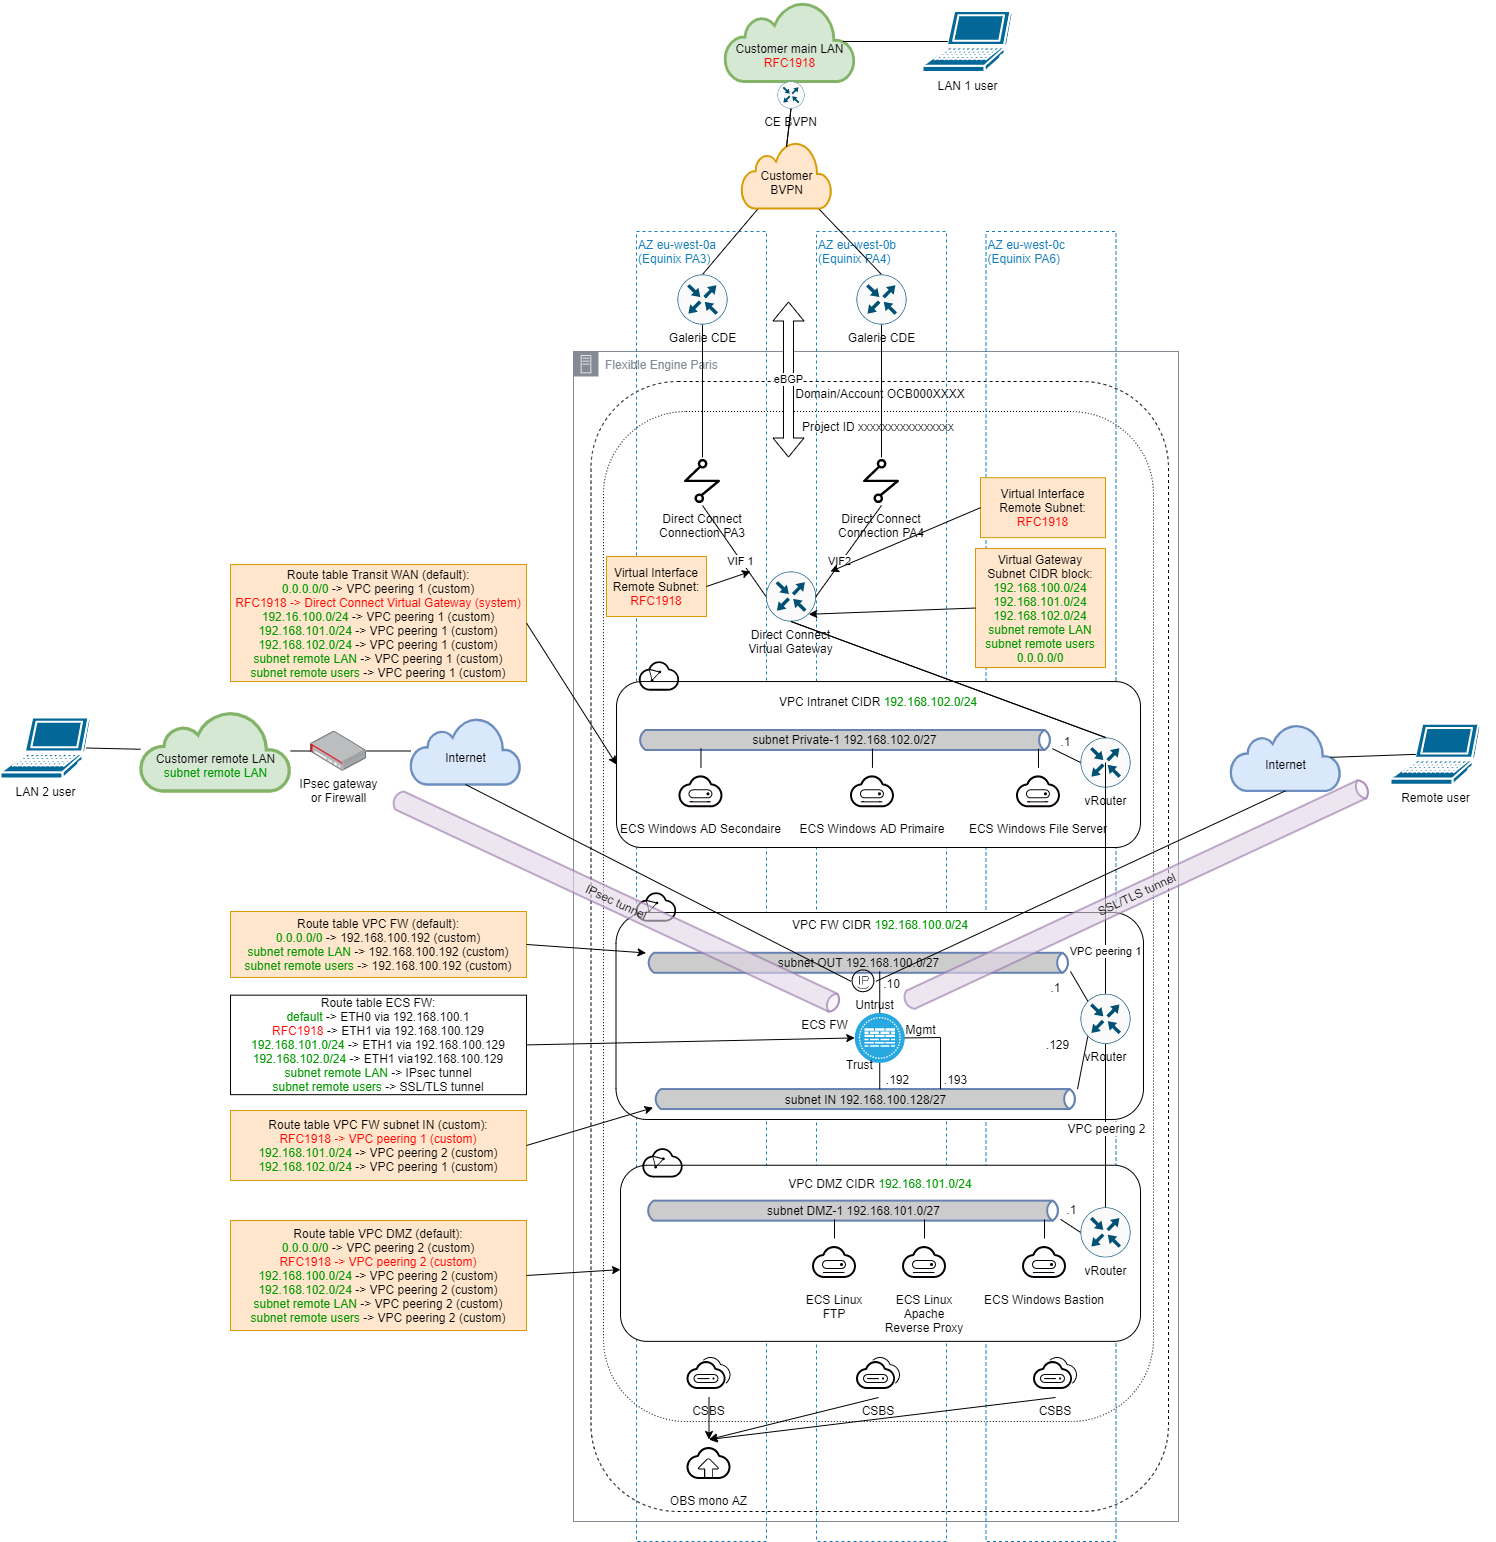 Customer main LAN
RFC1918
LAN 1 user
CE BVPN
Customer
BVPN
AZ eu-west-0a
(Equinix PA3)
AZ eu-west-0b
(Equinix PA4)
AZ eu-west-0c
(Equinix PA6)
Galerie CDE
Galerie CDE
Flexible Engine Paris
eBGP
Domain/Account OCB000XXXX
Project ID xxxxxxxxxxxxxxxx
Direct Connect
Connection PA3
Direct Connect
Connection PA4
Virtual Interface
Remote Subnet:
RFC1918
VIF 1
VIF2
Virtual Interface
Remote Subnet:
RFC1918
Virtual Gateway
Subnet CIDR block:
192.168.100.0/24
192.168.101.0/24
192.168.102.0/24
subnet remote LAN
subnet remote users
0.0.0.0/0
Direct Connect
Virtual Gateway
Route table Transit WAN (default):
0.0.0.0/0 -> VPC peering 1 (custom)
RFC1918 -> Direct Connect Virtual Gateway (system)
192.16.100.0/24 -> VPC peering 1 (custom)
192.168.101.0/24 -> VPC peering 1 (custom)
192.168.102.0/24 -> VPC peering 1 (custom)
subnet remote LAN -> VPC peering 1 (custom)
subnet remote users -> VPC peering 1 (custom)
VPC Intranet CIDR 192.168.102.0/24
subnet Private-1 192.168.102.0/27
.1
vRouter
ECS Windows AD Secondaire
ECS Windows AD Primaire
ECS Windows File Server
LAN 2 user
Customer remote LAN
subnet remote LAN
IPsec gateway
or Firewall
Internet
Internet
Remote user
IPsec tunnel
SSL/TLS tunnel
Route table VPC FW (default):
0.0.0.0/0 -> 192.168.100.192 (custom)
subnet remote LAN -> 192.168.100.192 (custom)
subnet remote users -> 192.168.100.192 (custom)
VPC FW CIDR 192.168.100.0/24
VPC peering 1
subnet OUT 192.168.100.0/27
IP
.10
.1
Untrust
ECS FW
Mgmt
Trust
.129
vRouter
.192
.193
subnet IN 192.168.100.128/27
Route table ECS FW:
default -> ETH0 via 192.168.100.1
RFC1918 -> ETH1 via 192.168.100.129
192.168.101.0/24 -> ETH1 via 192.168.100.129
192.168.102.0/24 -> ETH1 via192.168.100.129
subnet remote LAN -> IPsec tunnel
subnet remote users -> SSL/TLS tunnel
Route table VPC FW subnet IN (custom):
RFC1918 -> VPC peering 1 (custom)
192.168.101.0/24 -> VPC peering 2 (custom)
192.168.102.0/24 -> VPC peering 1 (custom)
VPC peering 2
VPC DMZ CIDR 192.168.101.0/24
subnet DMZ-1 192.168.101.0/27
.1
vRouter
ECS Linux
FTP
ECS Linux
Apache
Reverse Proxy
ECS Windows Bastion
Route table VPC DMZ (default):
0.0.0.0/0 -> VPC peering 2 (custom)
RFC1918 -> VPC peering 2 (custom)
192.168.100.0/24 -> VPC peering 2 (custom)
192.168.102.0/24 -> VPC peering 2 (custom)
subnet remote LAN -> VPC peering 2 (custom)
subnet remote users -> VPC peering 2 (custom)
CSBS
CSBS
CSBS
OBS mono AZ